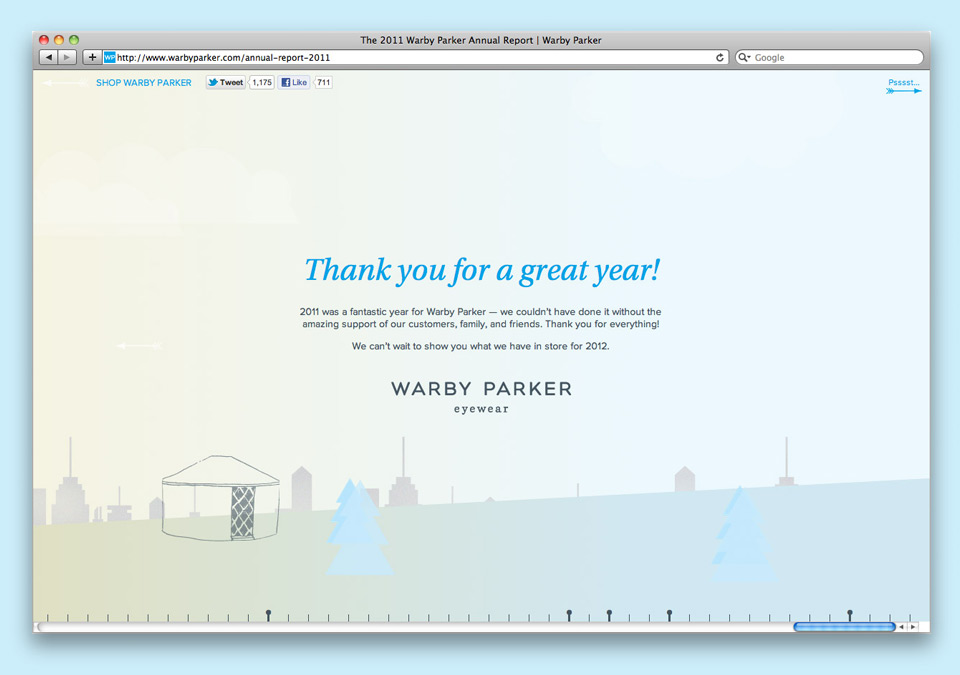 The 2011 Warby Parker Annual Report | Warby Parker
WP http://www.warbyparker.com/annual-report-2011
Google
SHOP WARBY PARKER
Tweet
1,175
Like
711
Psssst...
Thank you for a great year!
2011 was a fantastic year for Warby Parker — we couldn't have done it without the
amazing support of our customers, family, and friends. Thank you for everything!
We can't wait to show you what we have in store for 2012.
WARBY PARKER
eyewear